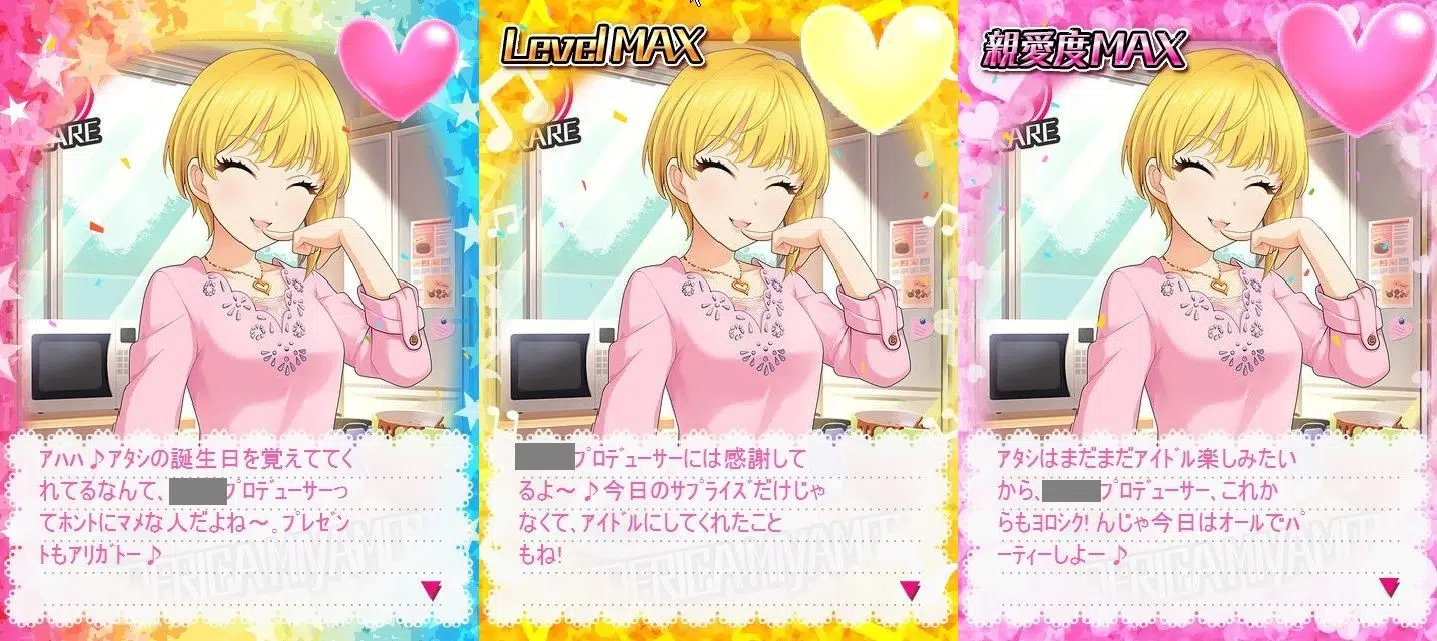 ARE
アハハ♪アタシの誕生日を覚えててく
れてるなんて、プロデューサーっ
てホントにマメな人だよね～。プレゼン
トもアリガトー♪
Level MAX
ARE
プロデューサーには感謝して
るよ～♪今日のサプライズだけじゃ
なくて、アイドルにしてくれたこと
もね!
親愛度MAX
ARE
アタシはまだまだアイドル楽しみたい
から、プロデューサー、これか
らもヨロシク! んじゃ今日はオールでパ
ーティーしよー♪